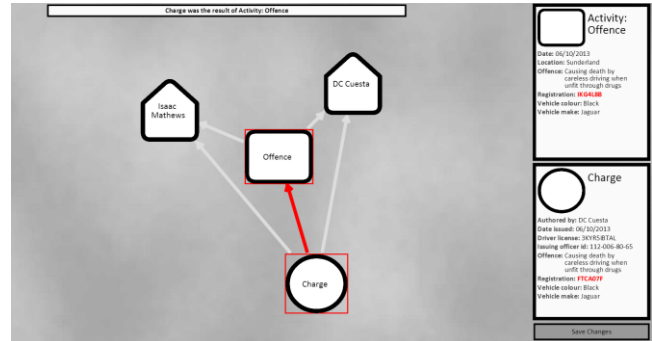 Charge was the result of Activity: Offence
DC Cuesta
Isaac
Mathews
Offence
Charge
Activity:
Offence
Date: 06/10/2013
Location: Sunderland
Offence: Causing death by
careless driving when
unfit through drugs
Registration: IKG4L8B
Vehicle colour: Black
Vehicle make: Jaguar
Charge
Authored by: DC Cuesta
Date issued: 06/10/2013
Driver license: 3KYR5IBTAL
Issuing officer id: 112-006-80-65
Offence: Causing death by
careless driving when
unfit through drugs
Registration: FTCA07F
Vehicle colour: Black
Vehicle make: Jaguar
Save Changes